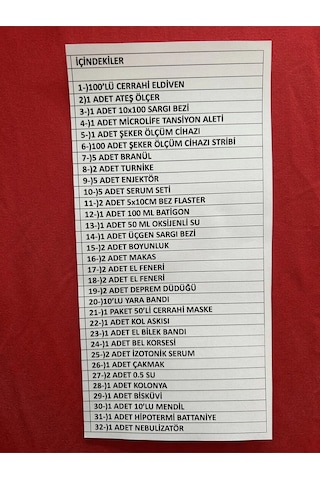 İÇİNDEKİLER
1-)100'LÜ CERRAHİ ELDİVEN
2)1 ADET ATEŞ ÖLÇER
3-)1 ADET 10x100 SARGI BEZİ
4-)1 ADET MİCROLİFE TANSİYON ALETİ
5-)1 ADET ŞEKER ÖLÇÜM CİHAZI
6-)100 ADET ŞEKER ÖLÇÜM CİHAZI STRİBİ
7-)5 ADET BRANÜL
8-)2 ADET TURNİKE
9-)5 ADET ENJEKTÖR
10-)5 ADET SERUM SETİ
11-)2 ADET 5x10CM BEZ FLASTER
12-)1 ADET 100 ML BATİGON
13-)1 ADET 50 ML OKSİJENLİ SU
14-)1 ADET ÜÇGEN SARGI BEZİ
15-)2 ADET BOYUNLUK
16-)2 ADET MAKAS
17-)2 ADET EL FENERİ
18-)2 ADET EL FENERİ
19-)2 ADET DEPREM DÜDÜĞÜ
20-)10'LU YARA BANDI
21-)1 PAKET 50'Lİ CERRAHİ MASKE
22-)1 ADET KOL ASKISI
23-)1 ADET EL BİLEK BANDI
24-)1 ADET BEL KORSESİ
25-)2 ADET İZOTONİK SERUM
26-)1 ADET ÇAKMAK
27-)2 ADET 0.5 SU
28-)1 ADET KOLONYA
29-)1 ADET BİSKÜVİ
30-)1 ADET 10'LU MENDİL
31-)1 ADET HİPOTERMİ BATTANİYE
32-)1 ADET NEBULİZATÖR